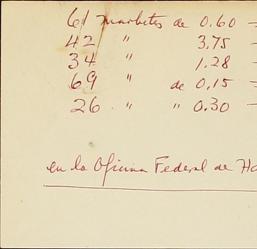 61 marbetes de 0.60 =
42 " 3.75 =
34 " 1.28 =
69 " de 0.15 =
26 " " 0.30 =
en la Oficina Federal de Ha